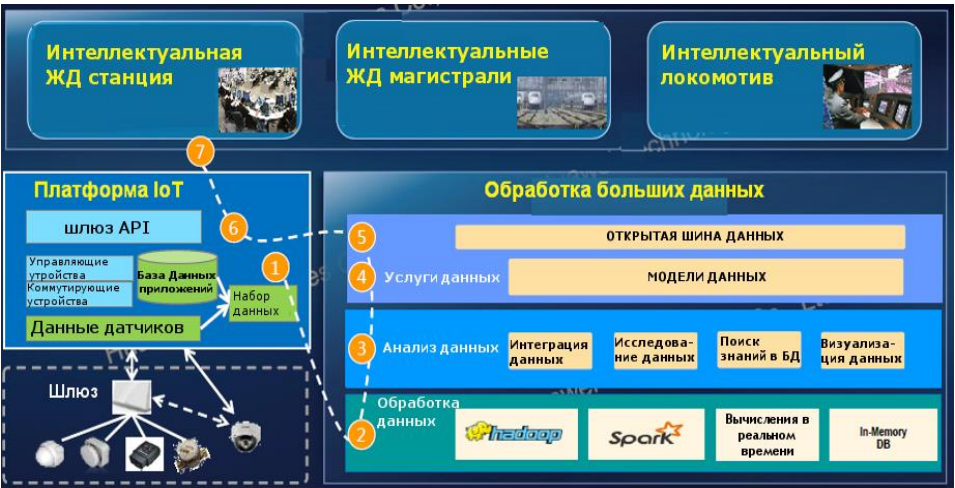 Интеллектуальная
ЖД станция
Интеллектуальные
ЖД магистрали
Интеллектуальный
локомотив
7
Платформа IoT
шлюз API
6
1
Управляющие
утройства
Коммутирующие
устройства
База Данных
приложений
Набор
данных
Данные датчиков
Шлюз
Обработка больших данных
5
ОТКРЫТАЯ ШИНА ДАННЫХ
4
Услуги данных
МОДЕЛИ ДАННЫХ
3
Анализ данных
Интеграция
данных
Исследова-
ние данных
Поиск
знаний в БД
Визуализа-
ция данных
Обработка
данных
2
hadoop
Spark
Вычисления в
реальном
времени
In-Memory
DB